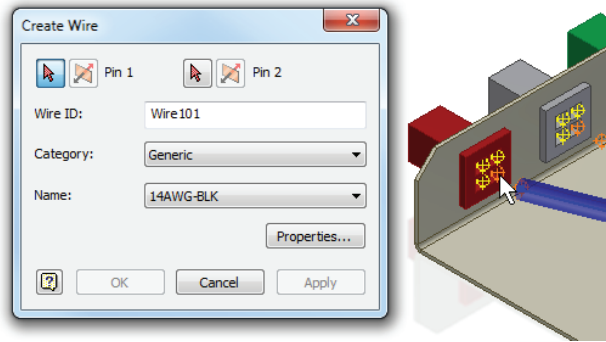 Create Wire
Pin 1
Pin 2
Wire ID: Wire101
Category: Generic
Name: 14AWG-BLK
Properties...
? OK Cancel Apply